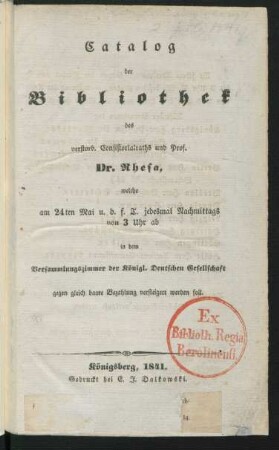 Catalog
der
Bibliothek
des
verstorb. Consistorialraths und Prof.
Dr. Rhesa,
welche
am 24ten Mai u. d. f. T. jedesmal Nachmittags
von 3 Uhr ab
in dem
Versammlungszimmer der Königl. Deutschen Gesellschaft
gegen gleich baare Bezahlung versteigert werden soll.
Ex
Biblioth. Regia
Berolinensi.
Königsberg, 1841.
Gedruckt bei E. J. Dalkowski.